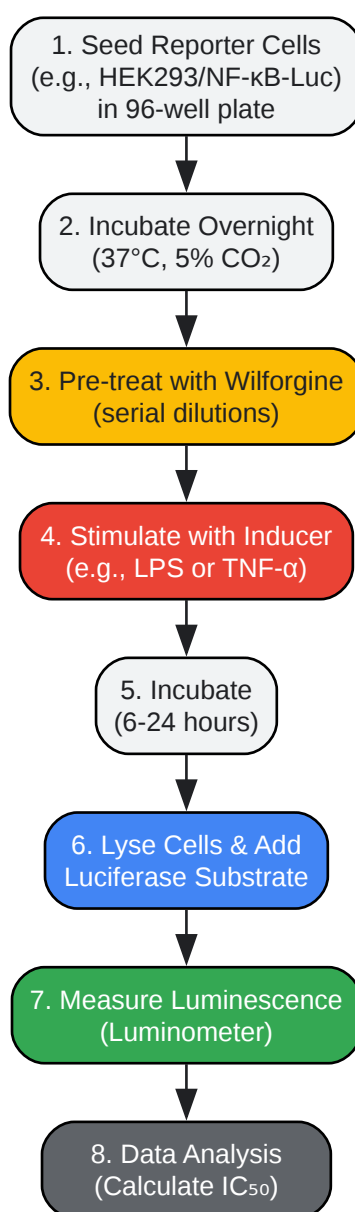 1. Seed Reporter Cells
(e.g., HEK293/NF-κB-Luc)
in 96-well plate
2. Incubate Overnight
(37°C, 5% CO₂)
3. Pre-treat with Wilforgine
(serial dilutions)
4. Stimulate with Inducer
(e.g., LPS or TNF-α)
5. Incubate
(6-24 hours)
6. Lyse Cells & Add
Luciferase Substrate
7. Measure Luminescence
(Luminometer)
8. Data Analysis
(Calculate IC₅₀)